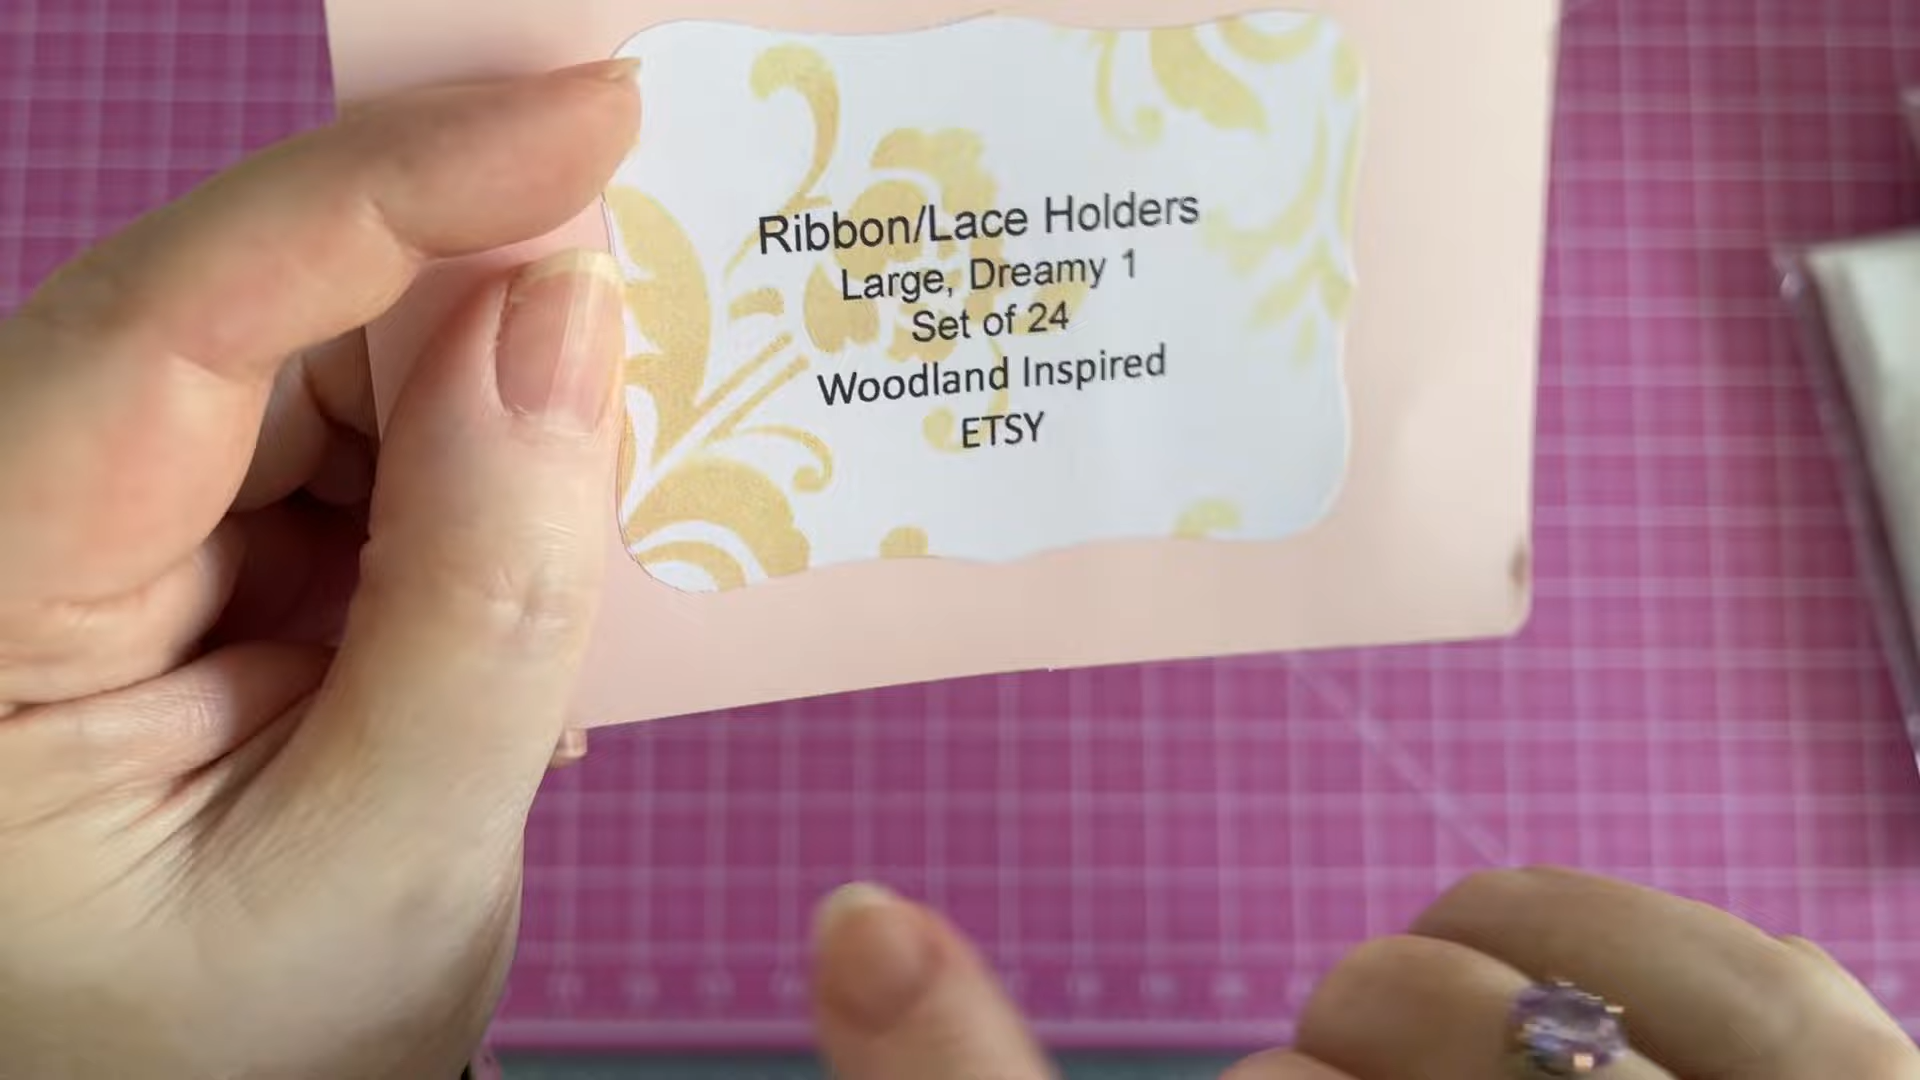 Ribbon/Lace Holders
Large, Dreamy 1
Set of 24
Woodland Inspired
ETSY